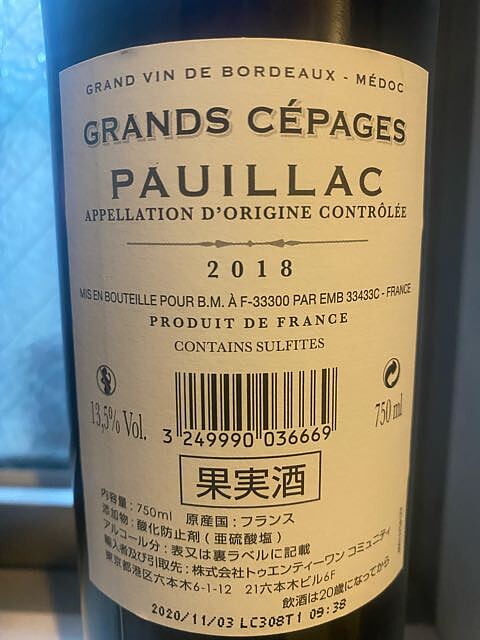 GRAND VIN DE BORDEAUX - MÉDOC
GRANDS CÉPAGES
PAUILLAC
APPELLATION D'ORIGINE CONTRÔLÉE
2018
MIS EN BOUTEILLE POUR B.M. À F-33300 PAR EMB 33433C - FRANCE
PRODUIT DE FRANCE
CONTAINS SULFITES
13,5% Vol.
750 ml
3 249990 036669
果実酒
内容量：750ml 原産国：フランス
添加物：酸化防止剤（亜硫酸塩）
アルコール分：表又は裏ラベルに記載
輸入者及び引取先：株式会社トゥエンティーワン コミュニティ
東京都港区六本木6-1-12 21六本木ビル6F
飲酒は20歳になってから
2020/11/03 LC308T1 09:38